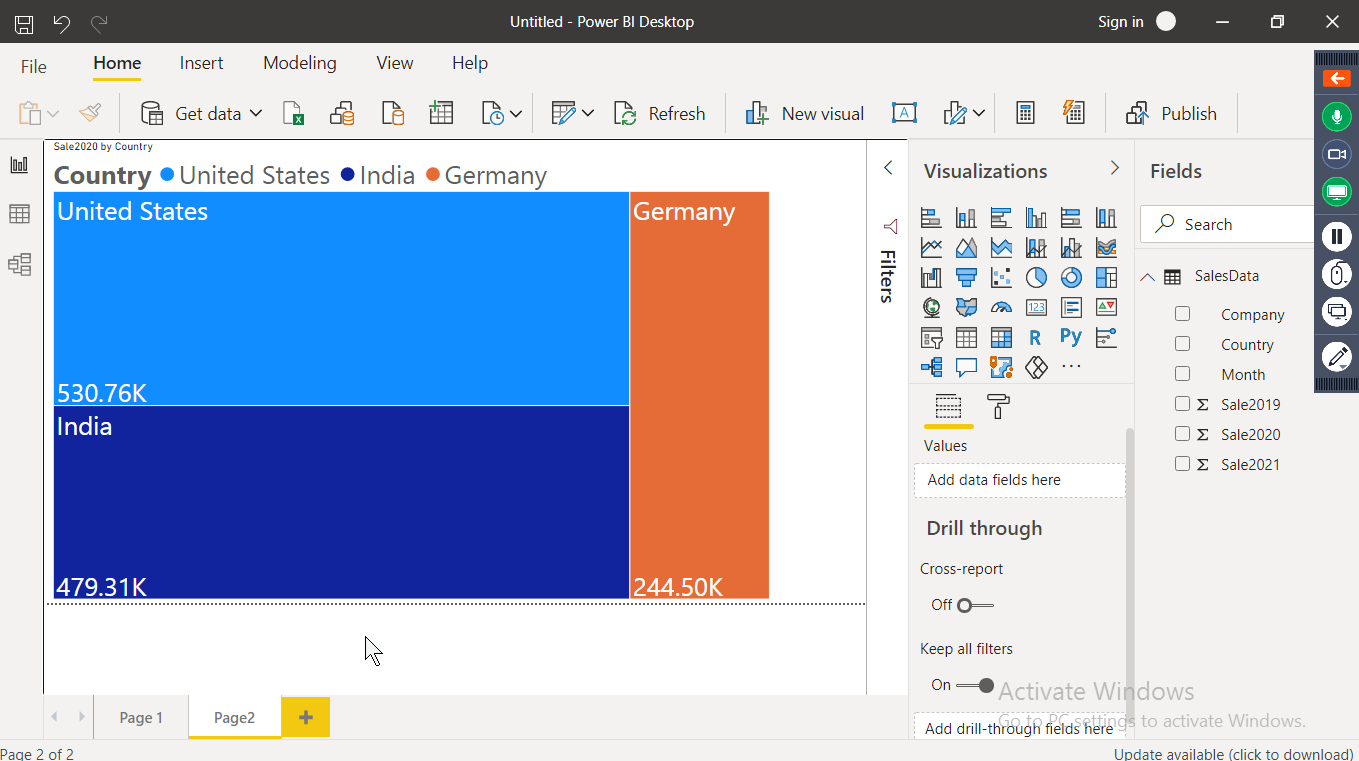 Untitled - Power BI Desktop
Sign in
File
Home
Insert
Modeling
View
Help
Get data
Refresh
New visual
Publish
Sale2020 by Country
Country United States India Germany
United States
530.76K
India
479.31K
Germany
244.50K
Filters
Visualizations
123
R
Py
Values
Add data fields here
Drill through
Cross-report
Off
Keep all filters
On
Add drill-through fields here
Fields
Search
SalesData
Company
Country
Month
Σ Sale2019
Σ Sale2020
Σ Sale2021
Activate Windows
Go to PC settings to activate Windows.
Page 1
Page2
Page 2 of 2
Update available (click to download)